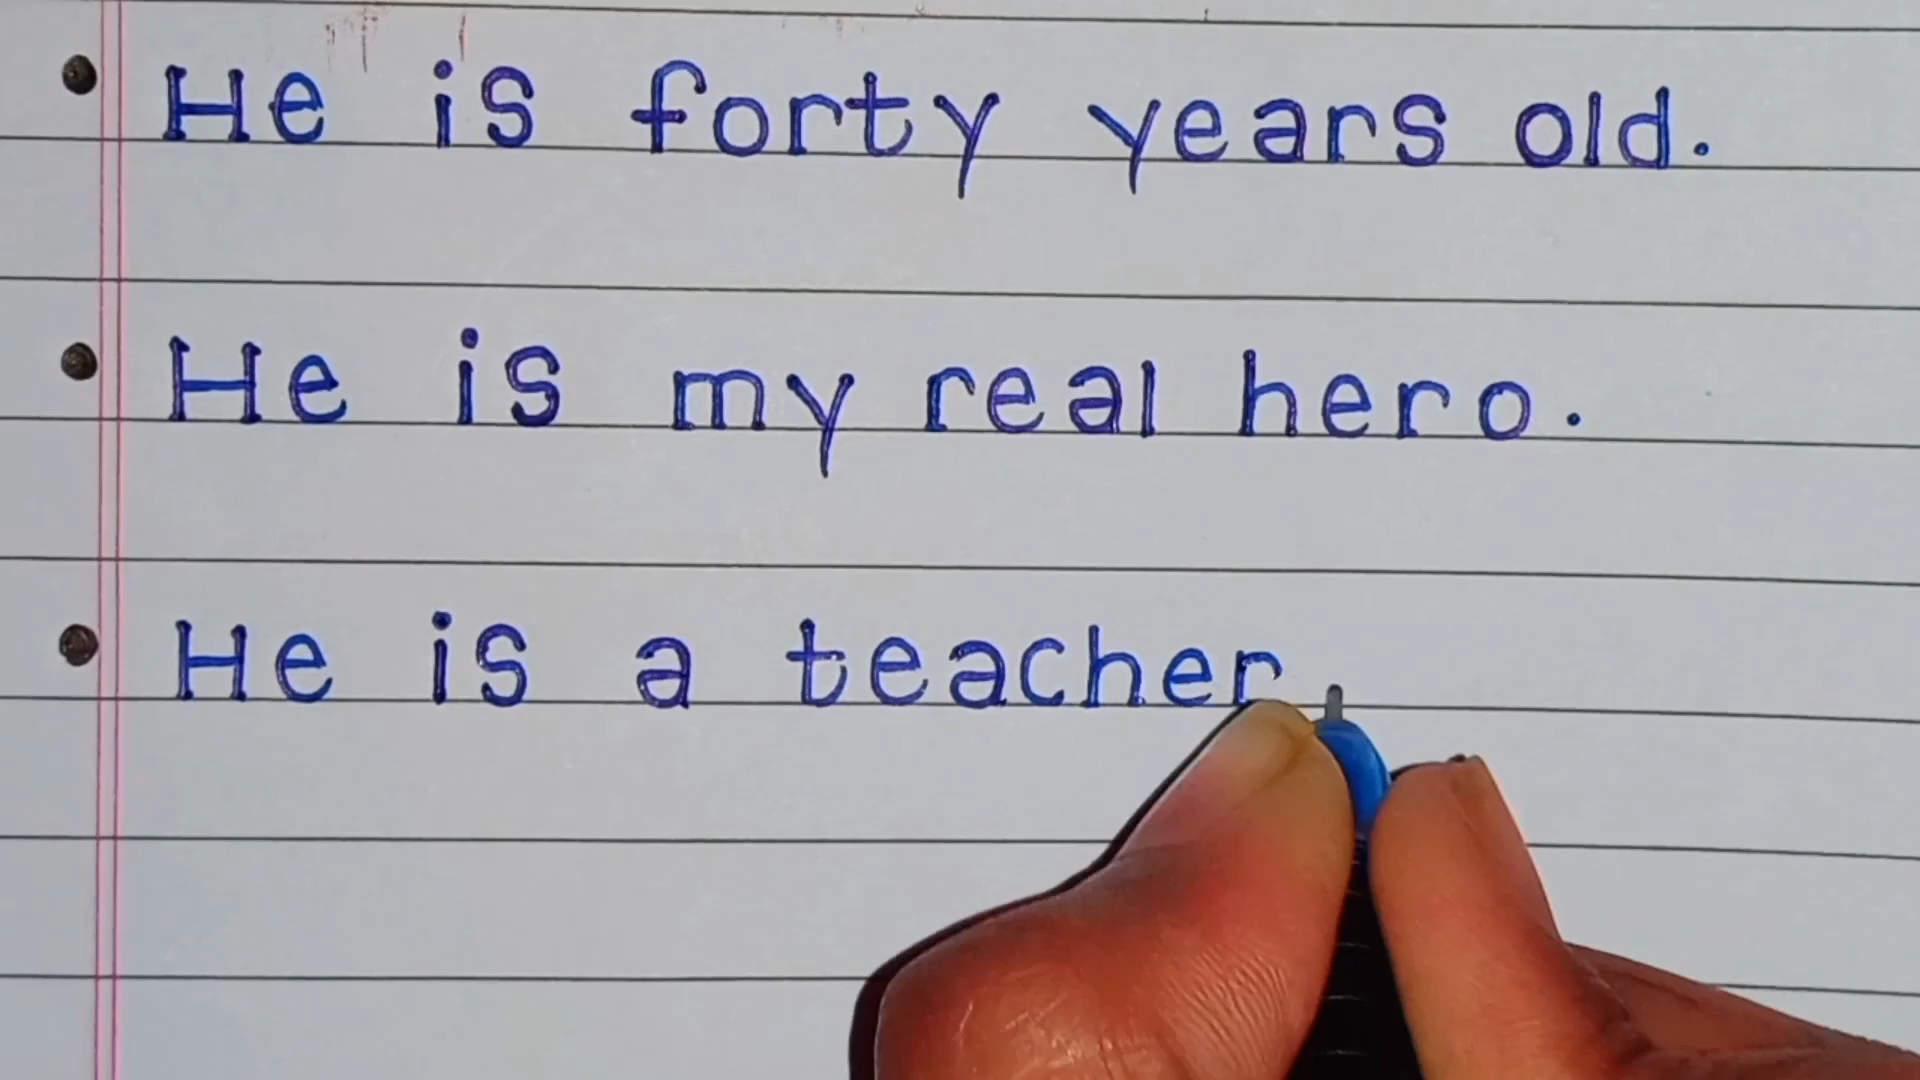 • He is forty years old.
• He is my real hero.
• He is a teacher